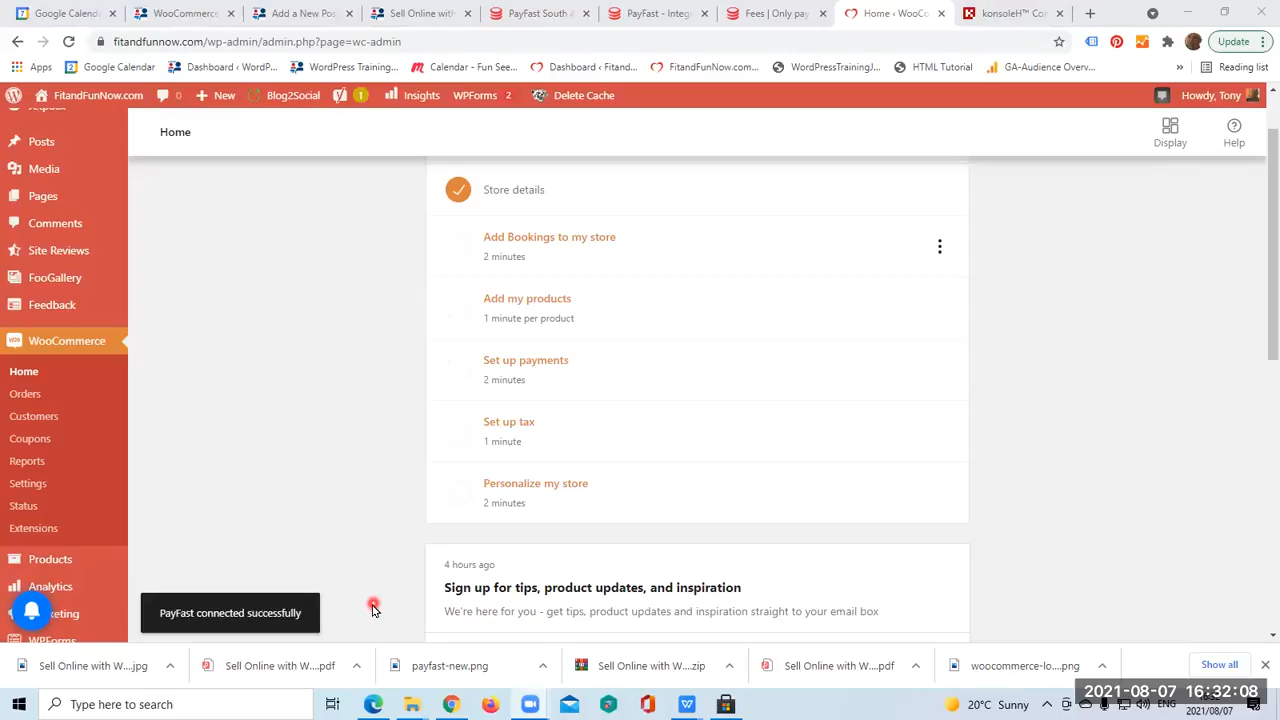 Google Calendar
WooCommerce
Add a New Pos
Sell Online with
PayFast South A
PayFast - Integr
Fees | Only pay
Home ‹ WooCo
konsoleH™ Con
fitandfunnow.com/wp-admin/admin.php?page=wc-admin
Update
Apps
Google Calendar
Dashboard ‹ WordP...
WordPress Training...
Calendar - Fun See...
Dashboard ‹ Fitand...
FitandFunNow.com...
WordPressTrainingJ...
HTML Tutorial
GA-Audience Overv...
»
Reading list
FitandFunNow.com
0
New
Blog2Social
1
Insights
WPForms 2
Delete Cache
Howdy, Tony
Posts
Media
Pages
Comments
Site Reviews
FooGallery
Feedback
WooCommerce
Home
Orders
Customers
Coupons
Reports
Settings
Status
Extensions
Products
Analytics
WPForms
Home
Display
Help
Store details
Add Bookings to my store
2 minutes
Add my products
1 minute per product
Set up payments
2 minutes
Set up tax
1 minute
Personalize my store
2 minutes
4 hours ago
Sign up for tips, product updates, and inspiration
We're here for you - get tips, product updates and inspiration straight to your email box
PayFast connected successfully
Sell Online with W....jpg
Sell Online with W....pdf
payfast-new.png
Sell Online with W....zip
Sell Online with W....pdf
woocommerce-lo....png
Show all
Type here to search
20°C Sunny
ENG
2021-08-07 16:32:08
2021/08/07